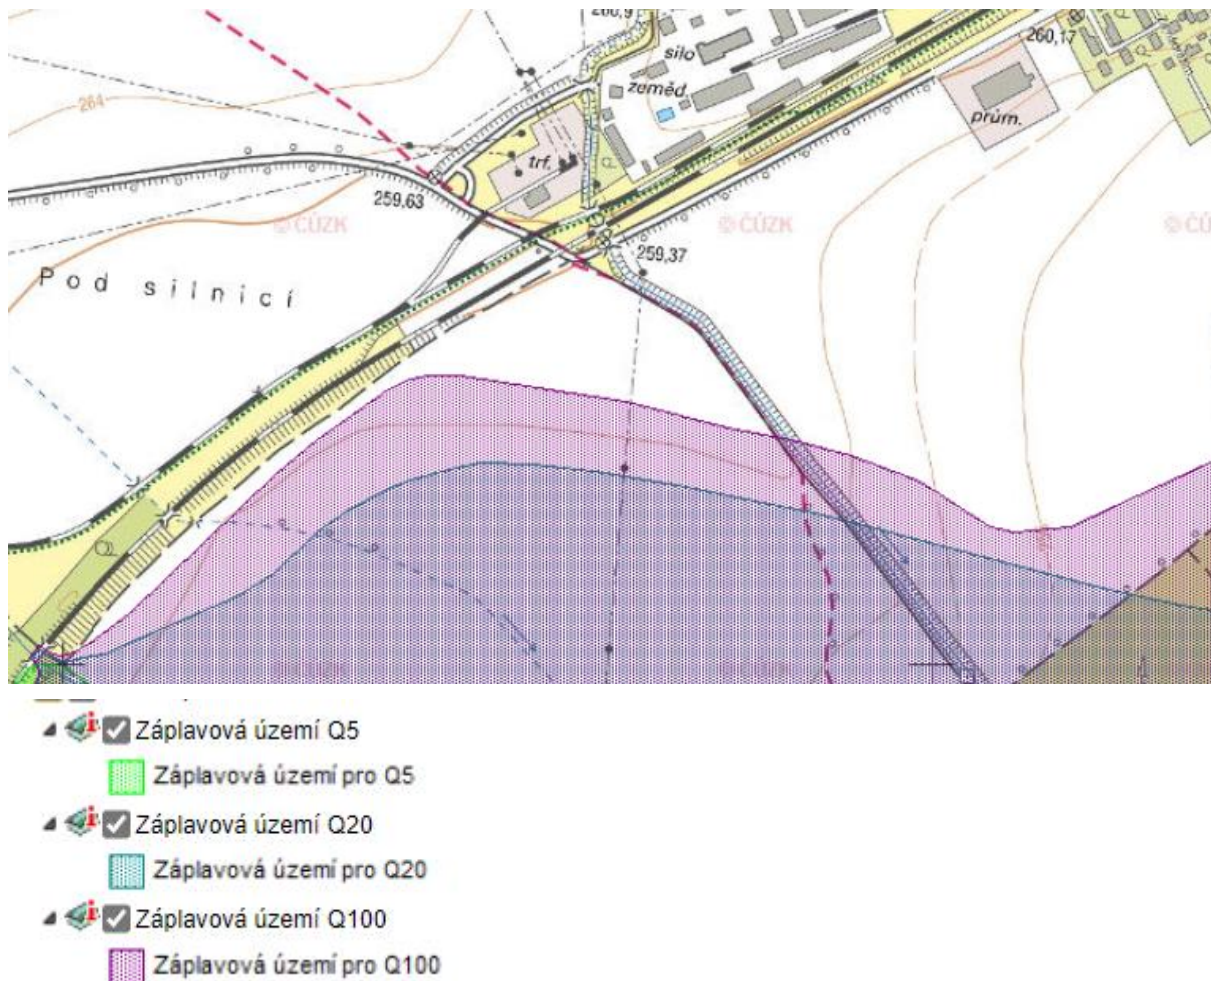 260,9
260,17
silo
zeměd.
prům.
264
trf.
259,63
© ČÚZK
© ČÚZK
© ČÚ
259,37
Pod silnicí
© ČÚZK
© ČÚZK
Záplavová území Q5
Záplavová území pro Q5
Záplavová území Q20
Záplavová území pro Q20
Záplavová území Q100
Záplavová území pro Q100